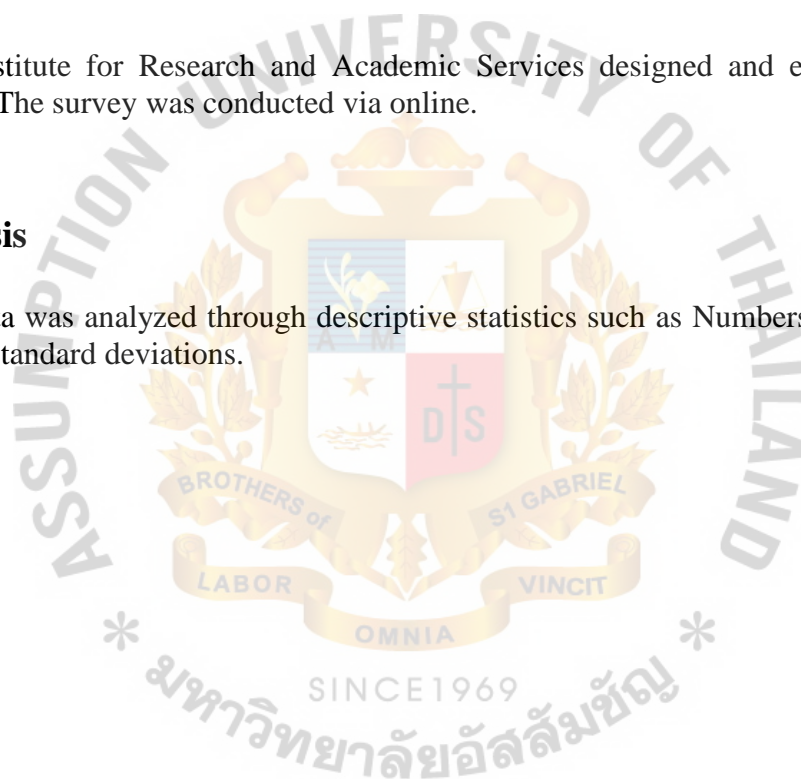 stitute for Research and Academic Services designed and e
The survey was conducted via online.
sis
a was analyzed through descriptive statistics such as Numbers
standard deviations.
ASSUMPTION UNIVERSITY OF THAILAND
A M
D S
BROTHERS of S1 GABRIEL
LABOR OMNIA VINCIT
SINCE1969
* มหาวิทยาลัยอัสสัมชัญ *